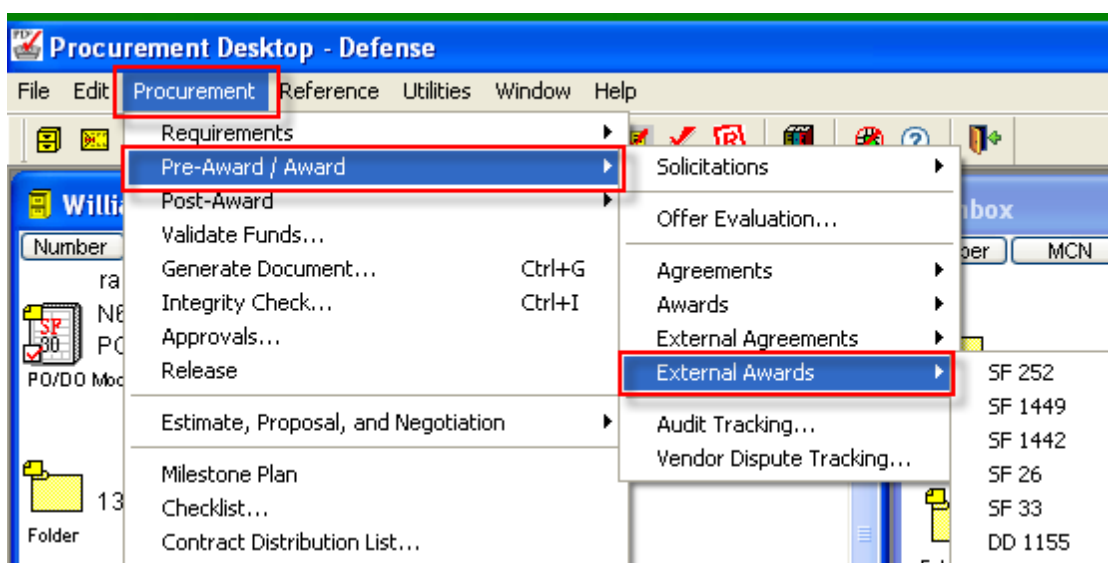 Procurement Desktop - Defense
File Edit Procurement Reference Utilities Window Help
Requirements
Pre-Award / Award
Post-Award
Validate Funds...
Generate Document... Ctrl+G
Integrity Check... Ctrl+I
Approvals...
Release
Estimate, Proposal, and Negotiation
Milestone Plan
Checklist...
Contract Distribution List...
Solicitations
Offer Evaluation...
Agreements
Awards
External Agreements
External Awards
Audit Tracking...
Vendor Dispute Tracking...
SF 252
SF 1449
SF 1442
SF 26
SF 33
DD 1155
Number
SF
30
PO/DO
13
Folder
MCN